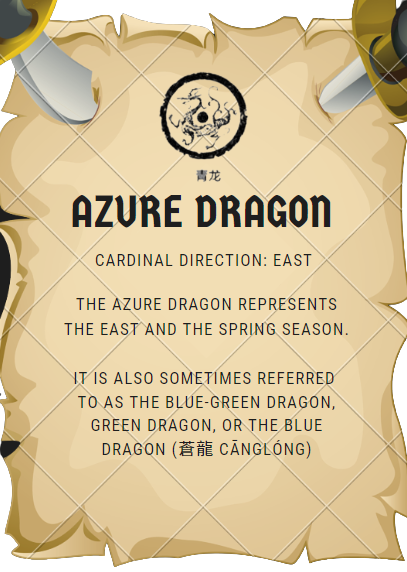 青龙
AZURE DRAGON
CARDINAL DIRECTION: EAST
THE AZURE DRAGON REPRESENTS
THE EAST AND THE SPRING SEASON.
IT IS ALSO SOMETIMES REFERRED
TO AS THE BLUE-GREEN DRAGON,
GREEN DRAGON, OR THE BLUE
DRAGON (蒼龍 CĀNGLÓNG)